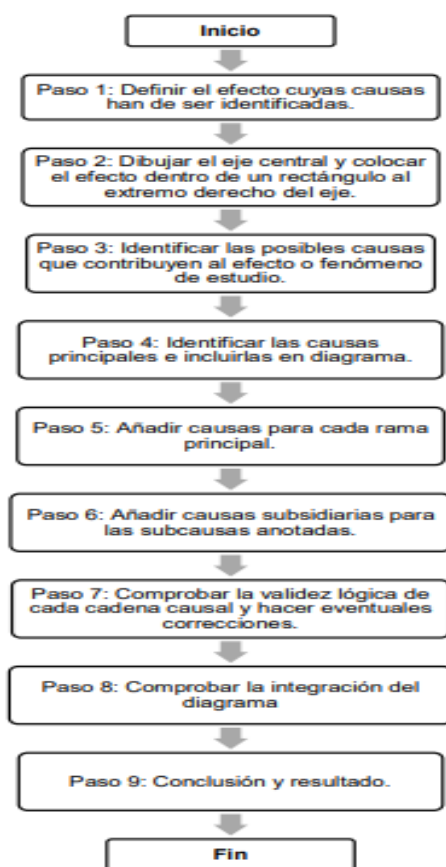 Inicio
Paso 1: Definir el efecto cuyas causas
han de ser identificadas.
Paso 2: Dibujar el eje central y colocar
el efecto dentro de un rectángulo al
extremo derecho del eje.
Paso 3: Identificar las posibles causas
que contribuyen al efecto o fenómeno
de estudio.
Paso 4: Identificar las causas
principales e incluirlas en diagrama.
Paso 5: Añadir causas para cada rama
principal.
Paso 6: Añadir causas subsidiarias para
las subcausas anotadas.
Paso 7: Comprobar la validez lógica de
cada cadena causal y hacer eventuales
correcciones.
Paso 8: Comprobar la integración del
diagrama
Paso 9: Conclusión y resultado.
Fin